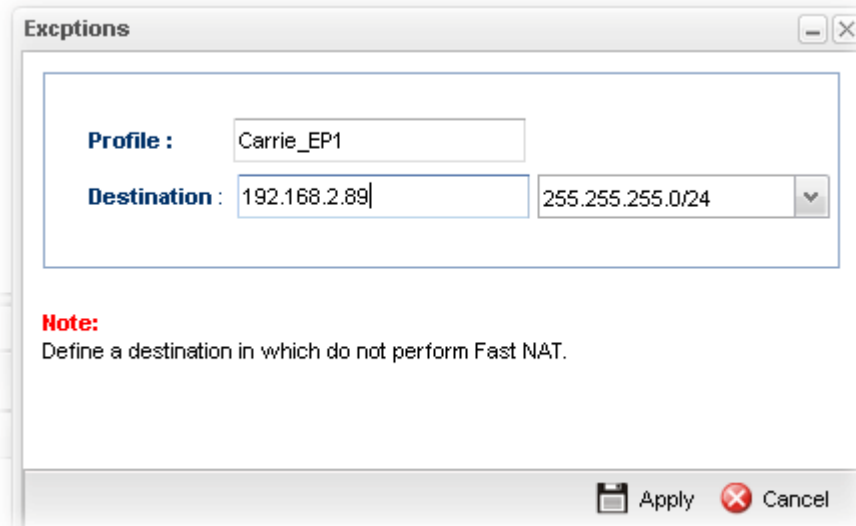 Excptions
Profile : Carrie_EP1
Destination : 192.168.2.89 255.255.255.0/24
Note:
Define a destination in which do not perform Fast NAT.
Apply Cancel